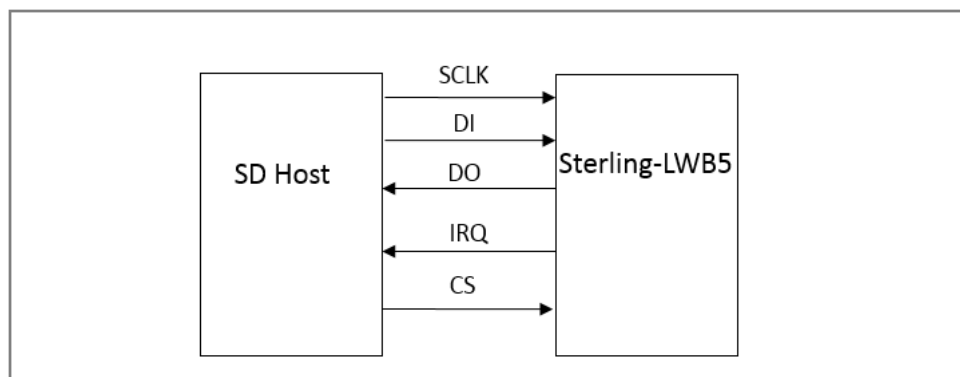 SCLK
DI
SD Host
DO
Sterling-LWB5
IRQ
CS